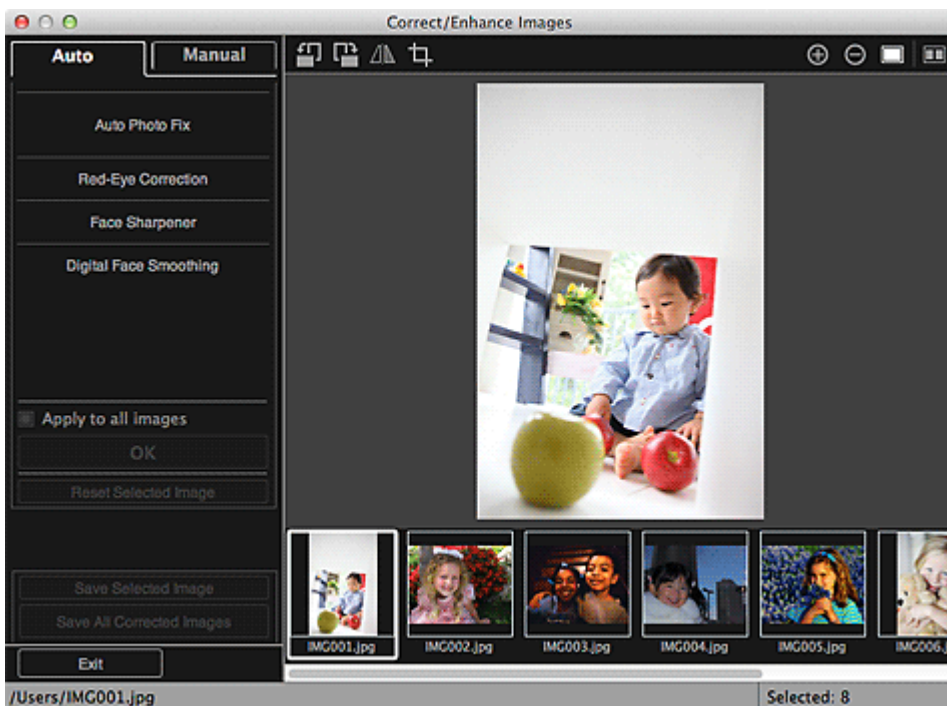 Correct/Enhance Images
Auto
Manual
Auto Photo Fix
Red-Eye Correction
Face Sharpener
Digital Face Smoothing
Apply to all images
OK
Reset Selected Image
Save Selected Image
Save All Corrected Images
Exit
IMG001.jpg
IMG002.jpg
IMG003.jpg
IMG004.jpg
IMG005.jpg
IMG006.j
/Users/IMG001.jpg
Selected: 8